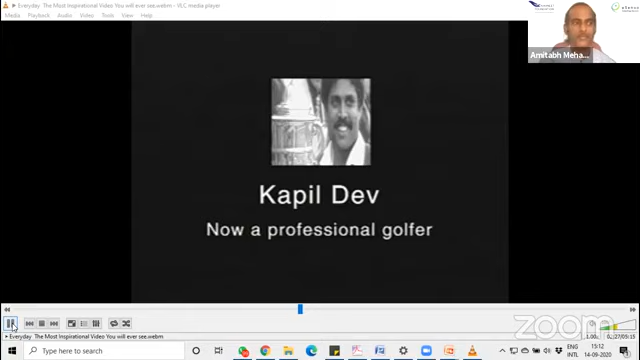 Everyday The Most Inspirational Video You will ever see.webm - VLC media player
Media Playback Audio Video Tools View Help
Amitabh Meha...
Kapil Dev
Now a professional golfer
zoom
Everyday The Most Inspirational Video You will ever see.webm
Type here to search
ENG
INTL
15:12
14-09-2020